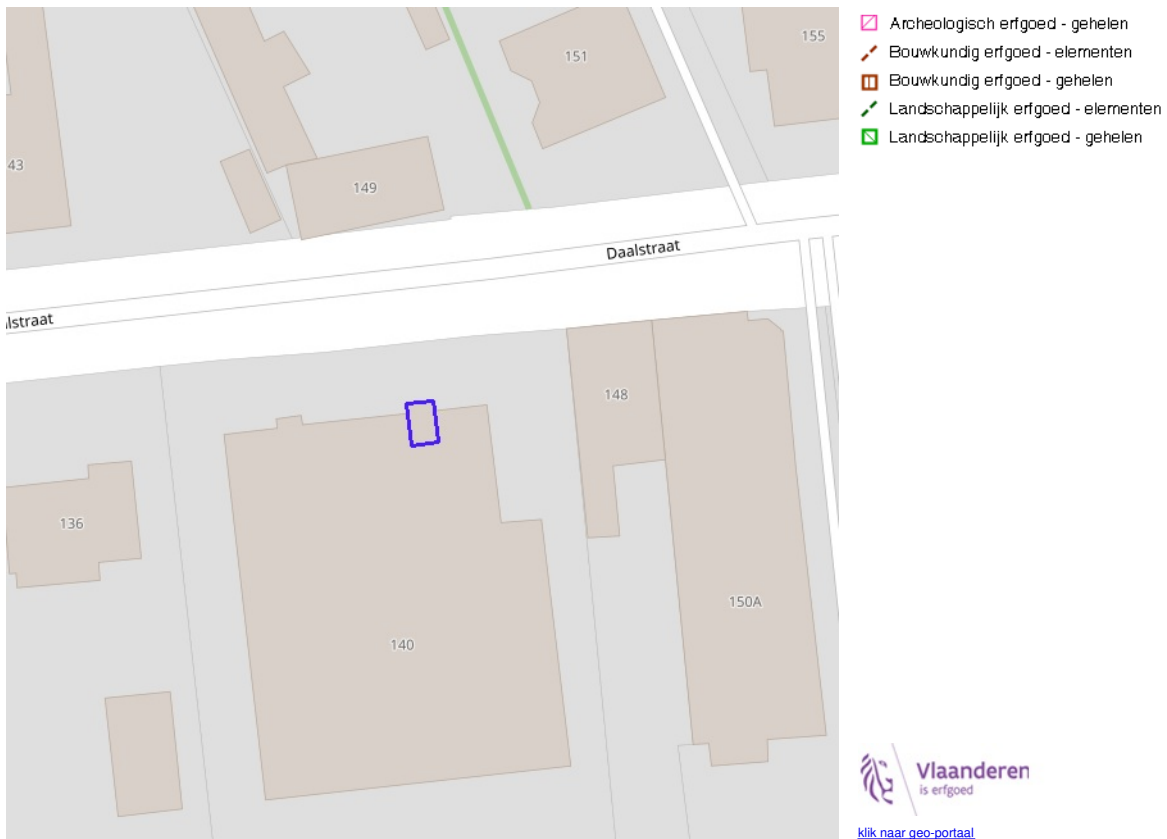 151
155
43
149
Daalstraat
alstraat
148
136
140
150A
Archeologisch erfgoed - gehelen
Bouwkundig erfgoed - elementen
Bouwkundig erfgoed - gehelen
Landschappelijk erfgoed - elementen
Landschappelijk erfgoed - gehelen
Vlaanderen
is erfgoed
klik naar geo-portaal